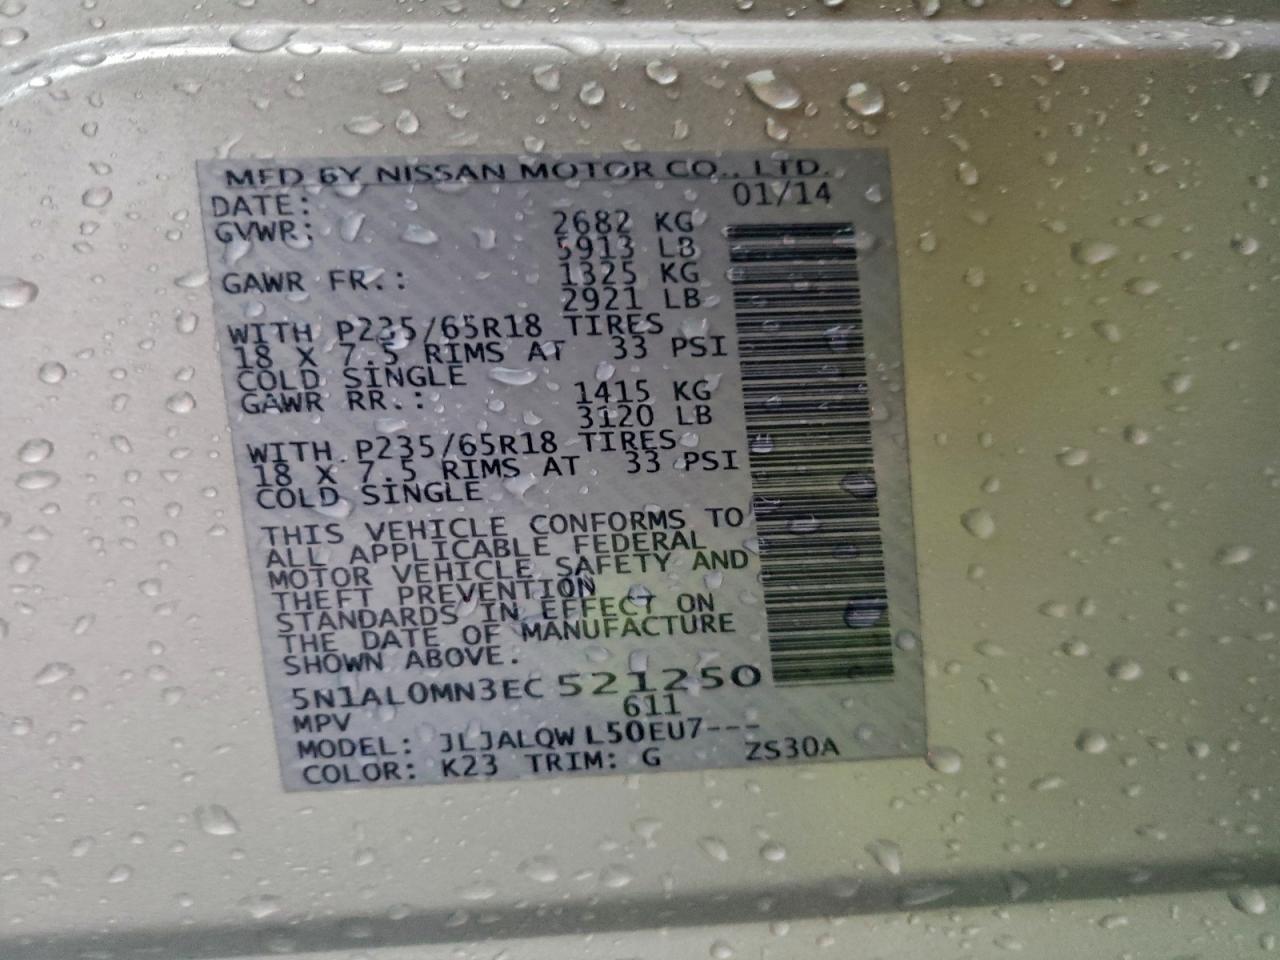 MFD BY NISSAN MOTOR CO., LTD.
DATE: 01/14
GVWR: 2682 KG
5913 LB
GAWR FR.: 1325 KG
2921 LB
WITH P235/65R18 TIRES
18 X 7.5 RIMS AT 33 PSI
COLD SINGLE
GAWR RR.: 1415 KG
3120 LB
WITH P235/65R18 TIRES
18 X 7.5 RIMS AT 33 PSI
COLD SINGLE
THIS VEHICLE CONFORMS TO
ALL APPLICABLE FEDERAL
MOTOR VEHICLE SAFETY AND
THEFT PREVENTION
STANDARDS IN EFFECT ON
THE DATE OF MANUFACTURE
SHOWN ABOVE.
5N1AL0MN3EC521250
MPV 611
MODEL: JLJALQWL50EU7---
COLOR: K23 TRIM: G ZS30A